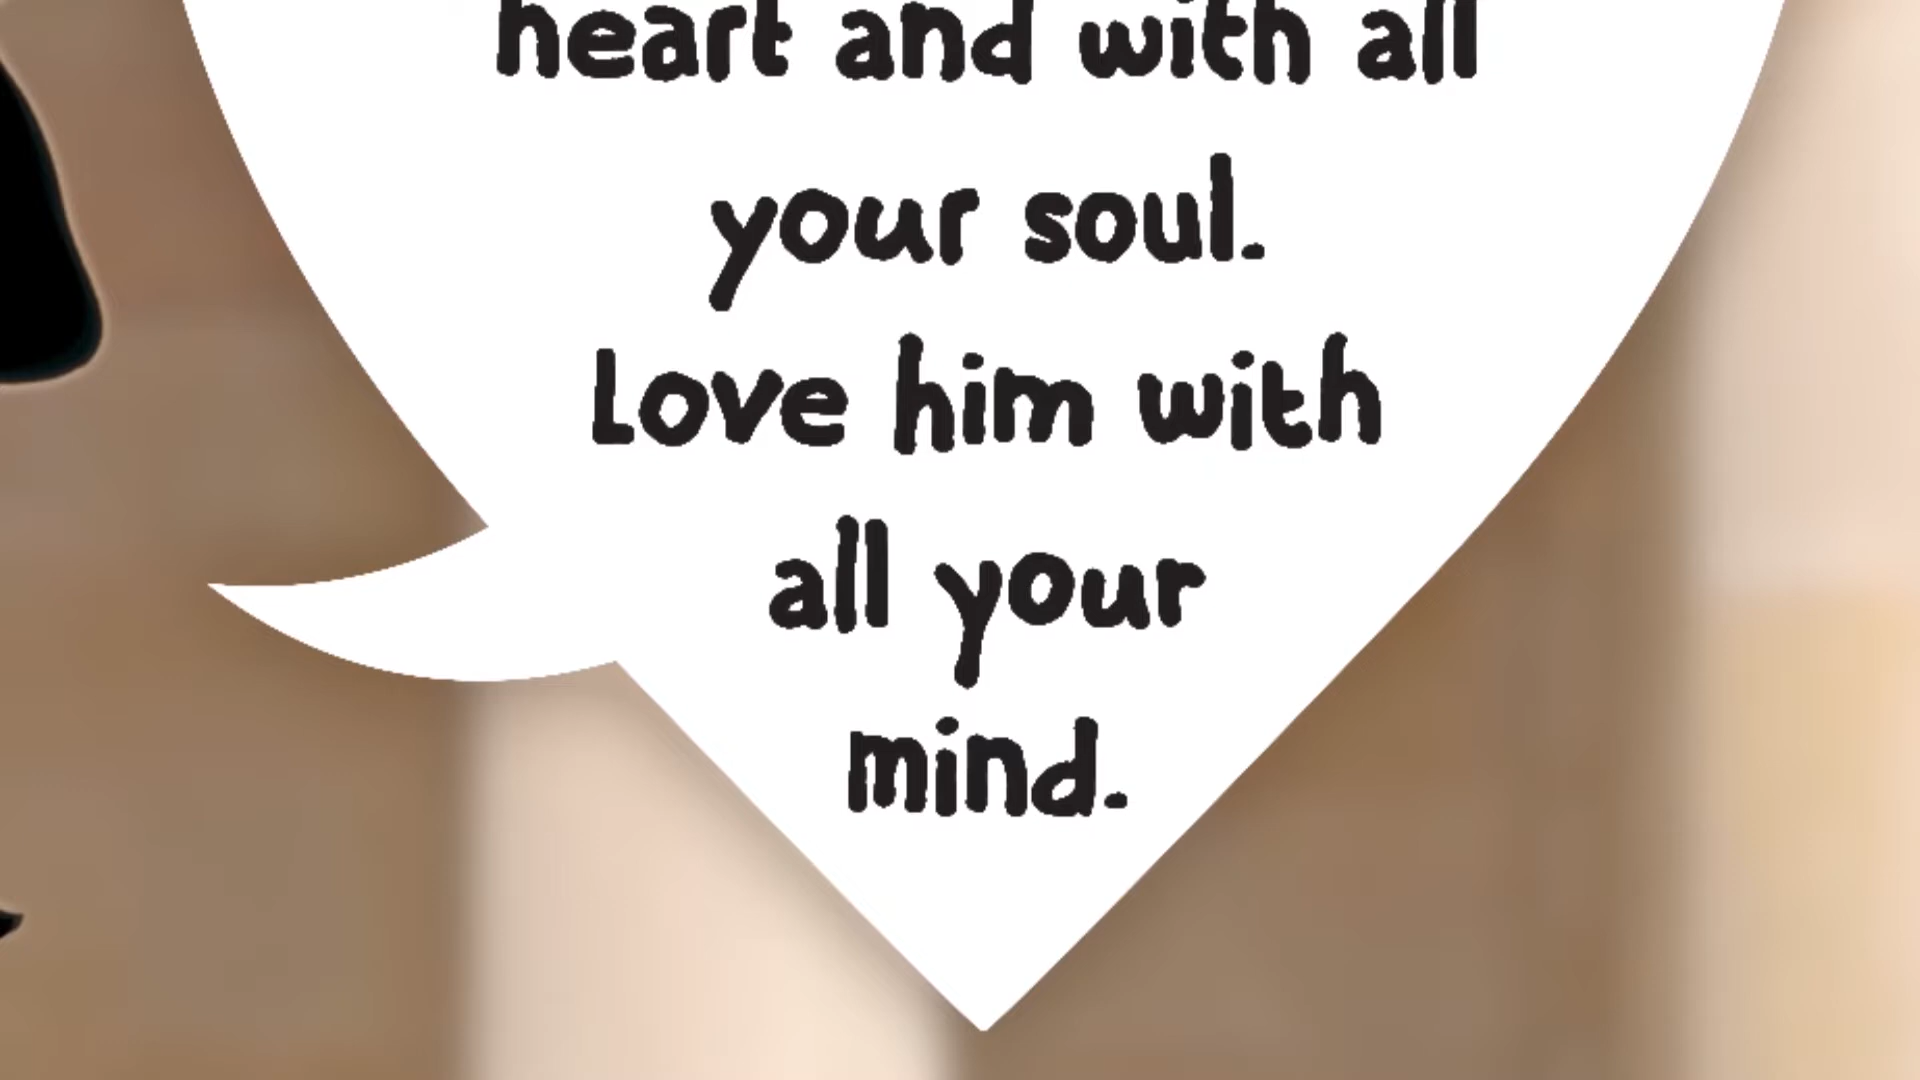 heart and with all
your soul.
Love him with
all your
mind.